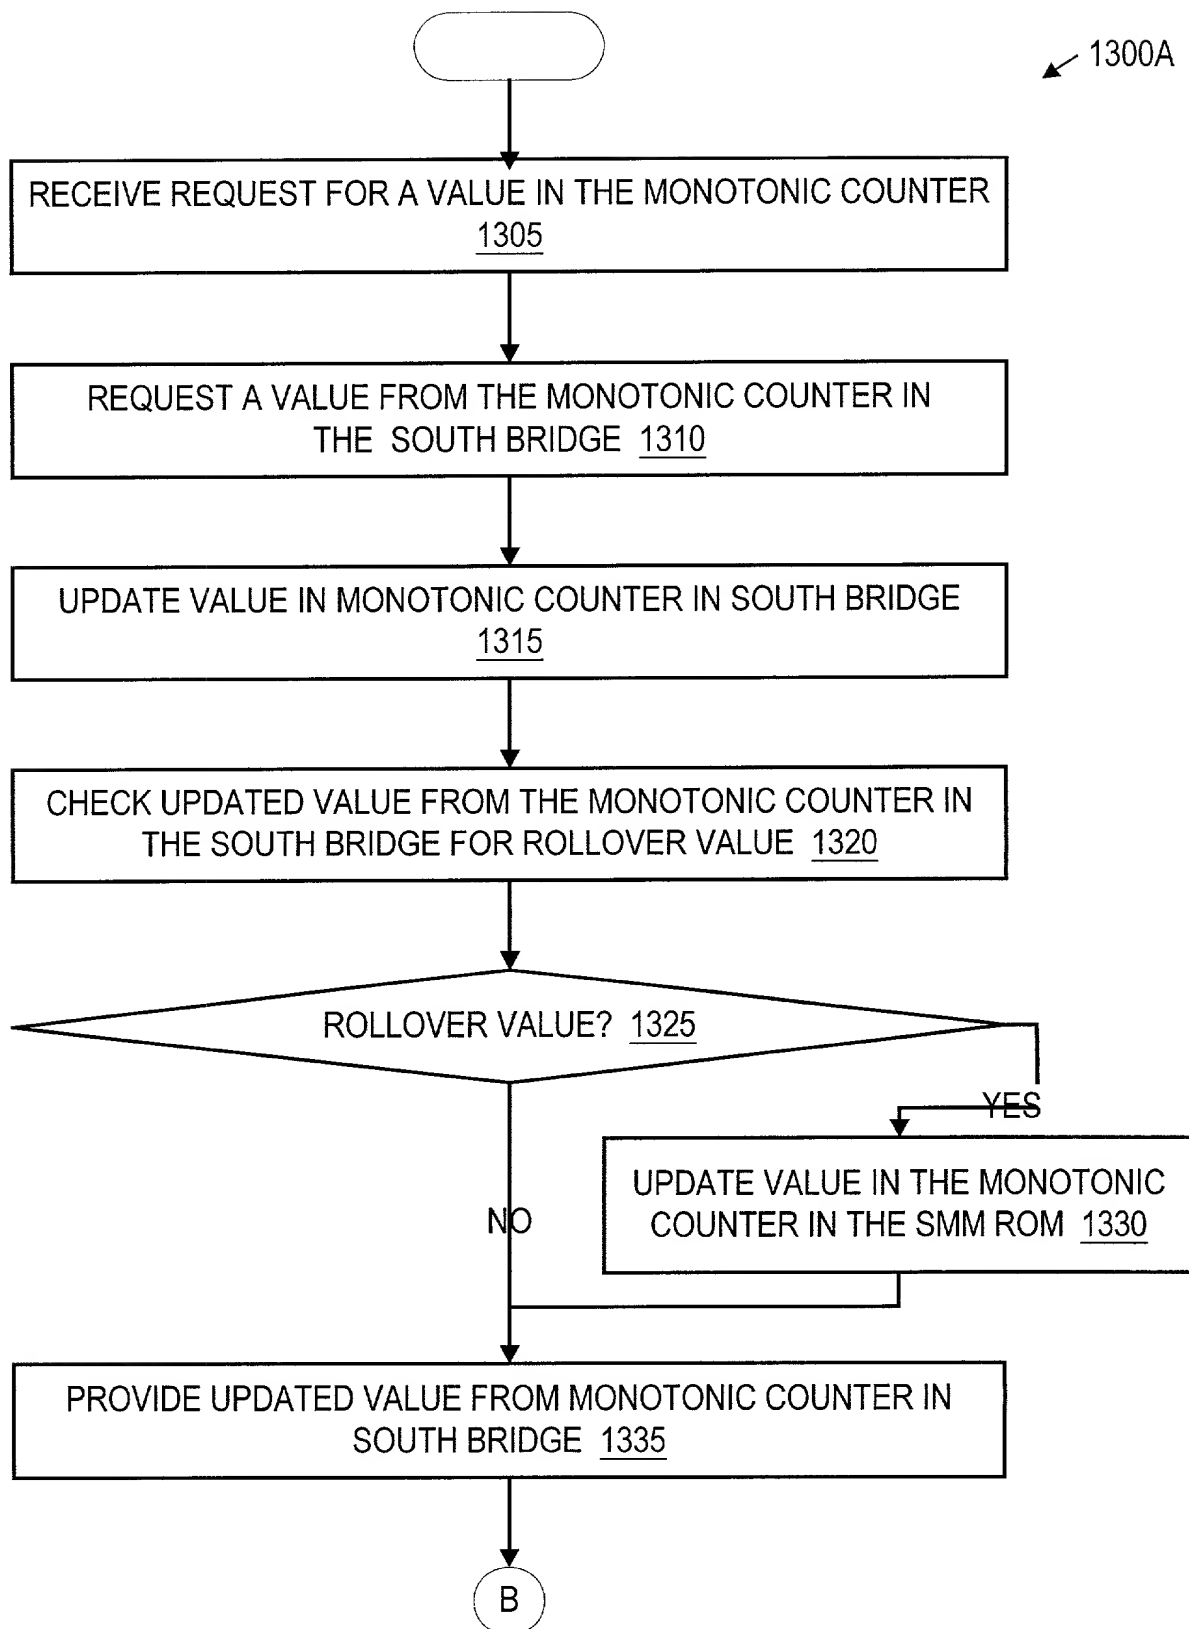 1300A
RECEIVE REQUEST FOR A VALUE IN THE MONOTONIC COUNTER
1305
REQUEST A VALUE FROM THE MONOTONIC COUNTER IN
THE SOUTH BRIDGE 1310
UPDATE VALUE IN MONOTONIC COUNTER IN SOUTH BRIDGE
1315
CHECK UPDATED VALUE FROM THE MONOTONIC COUNTER IN
THE SOUTH BRIDGE FOR ROLLOVER VALUE 1320
ROLLOVER VALUE? 1325
YES
UPDATE VALUE IN THE MONOTONIC
COUNTER IN THE SMM ROM 1330
NO
PROVIDE UPDATED VALUE FROM MONOTONIC COUNTER IN
SOUTH BRIDGE 1335
B